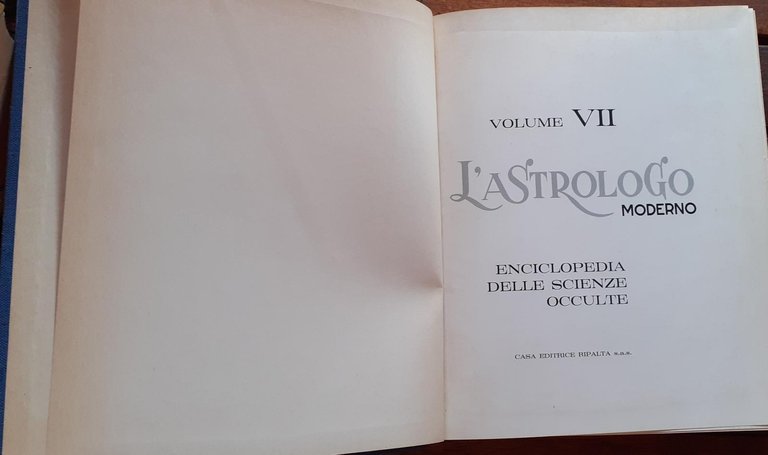 VOLUME VII
L'ASTROLOGO
MODERNO
ENCICLOPEDIA
DELLE SCIENZE
OCCULTE
CASA EDITRICE RIPALTA s.a.s.